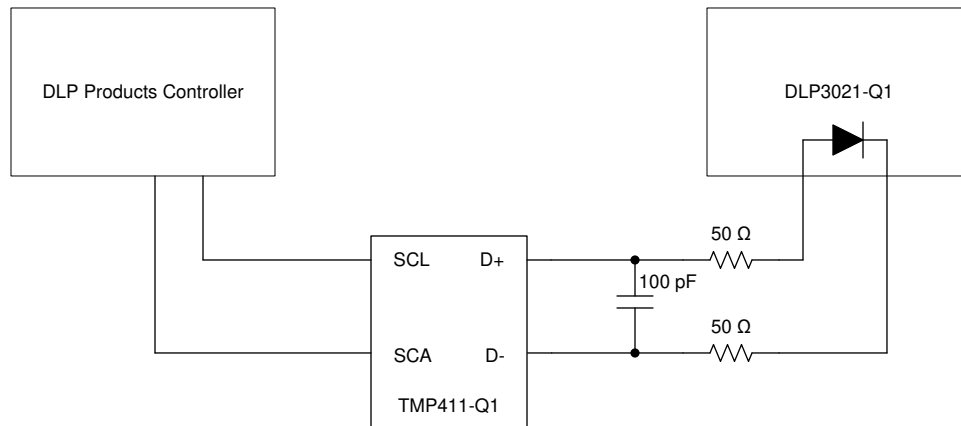 DLP Products Controller
DLP3021-Q1
50 Ω
SCL
D+
100 pF
50 Ω
SCA
D-
TMP411-Q1